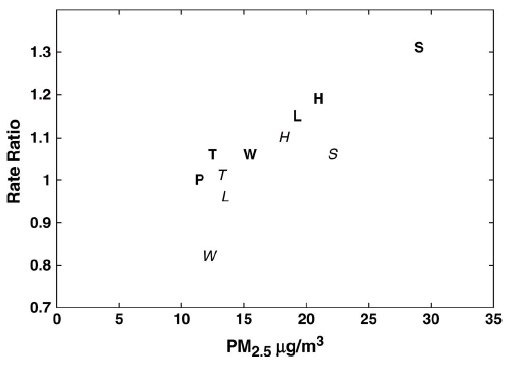 Rate Ratio
1.3
1.2
1.1
1
0.9
0.8
0.7
S
H
L
H
T
W
S
P
T
L
W
0
5
10
15
20
25
30
35
PM2.5 μg/m3